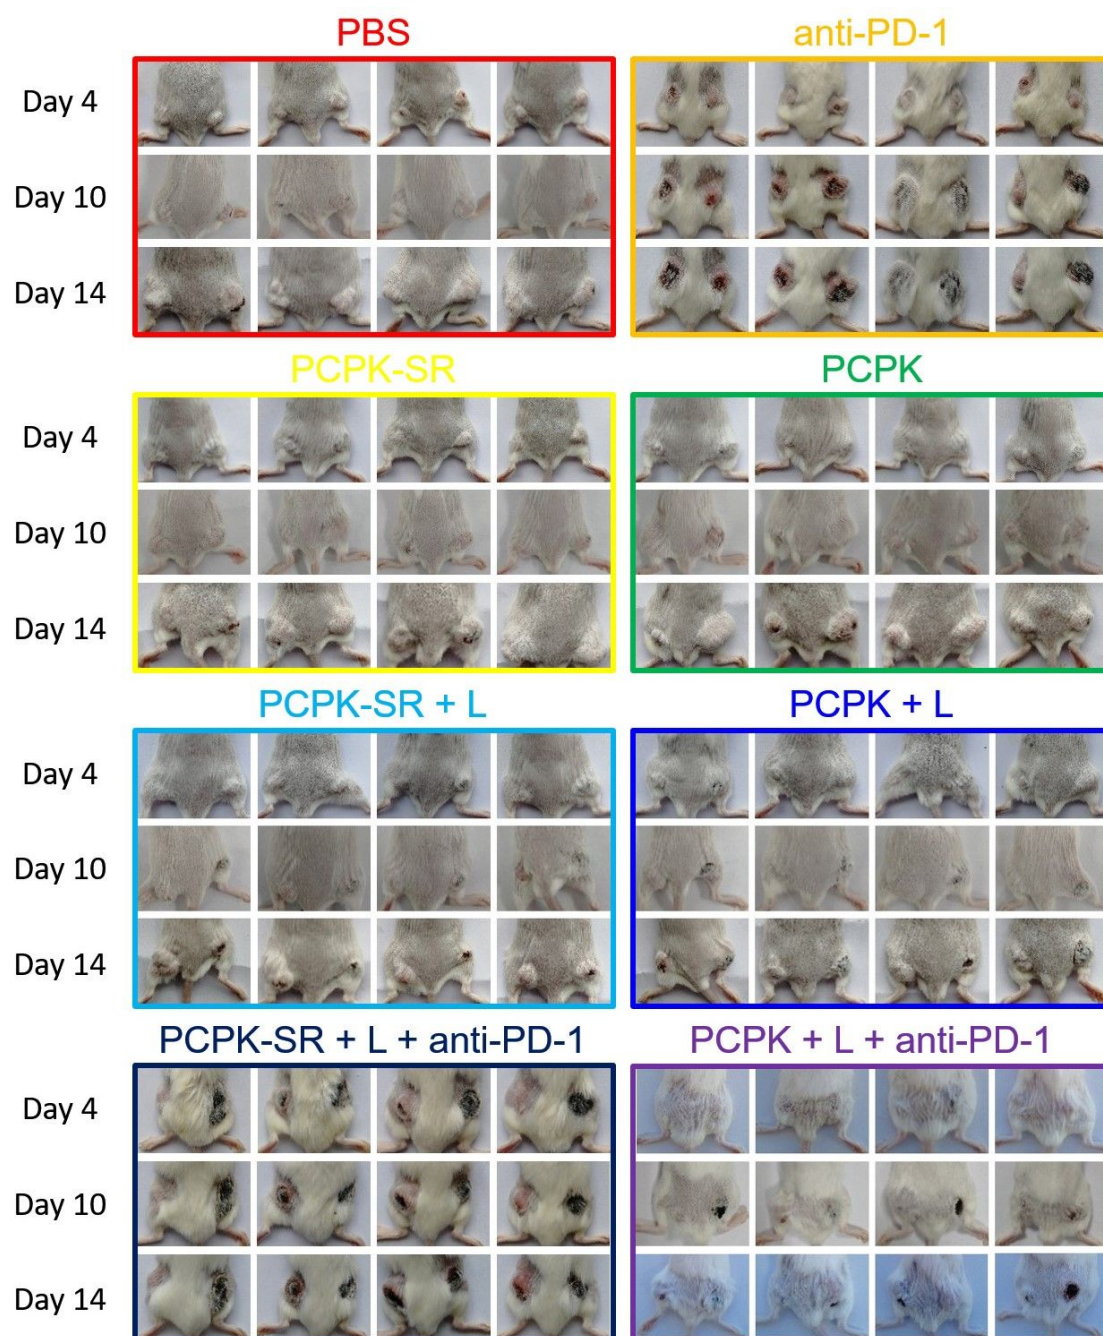 PBS anti-PD-1
Day 4
Day 10
Day 14
PCPK-SR PCPK
Day 4
Day 10
Day 14
PCPK-SR + L PCPK + L
Day 4
Day 10
Day 14
PCPK-SR + L + anti-PD-1 PCPK + L + anti-PD-1
Day 4
Day 10
Day 14